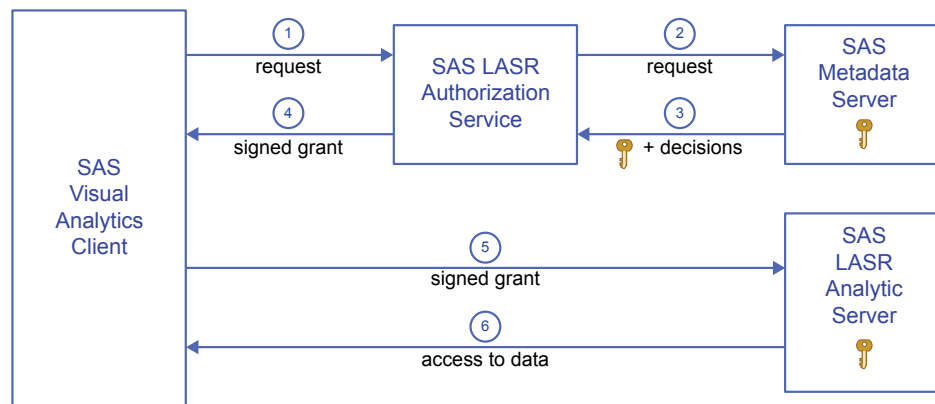 1
request
4
signed grant
SAS LASR
Authorization
Service
2
request
3
+ decisions
SAS
Metadata
Server
SAS
Visual
Analytics
Client
5
signed grant
6
access to data
SAS
LASR
Analytic
Server